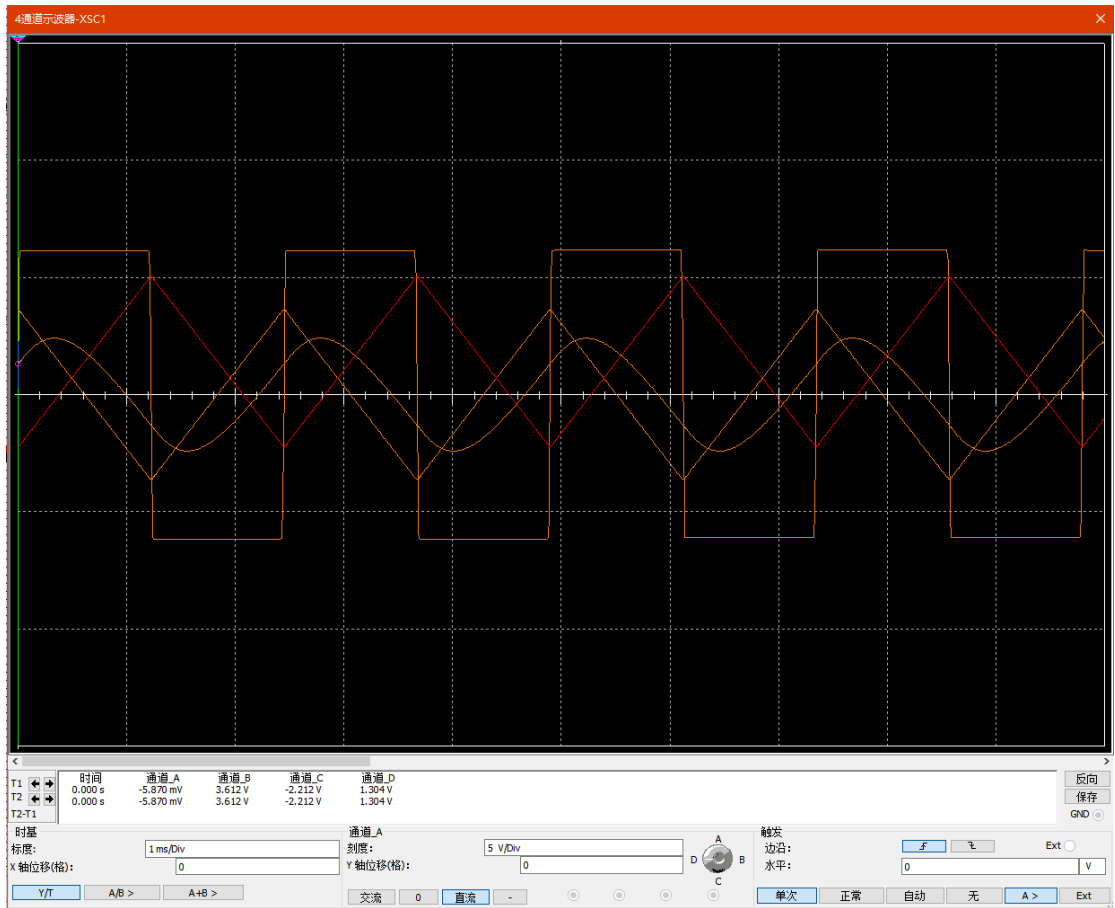 4通道示波器-XSC1
T1 时间 通道_A 通道_B 通道_C 通道_D 反向
0.000 s -5.870 mV 3.612 V -2.212 V 1.304 V
T2 0.000 s -5.870 mV 3.612 V -2.212 V 1.304 V 保存
T2-T1 GND
时基 通道_A 触发
标度: 1 ms/Div 刻度: 5 V/Div A 边沿: Ext
X 轴位移(格): 0 Y 轴位移(格): 0 D B 水平: 0 V
C
Y/T A/B > A+B > 交流 0 直流 - 单次 正常 自动 无 A > Ext